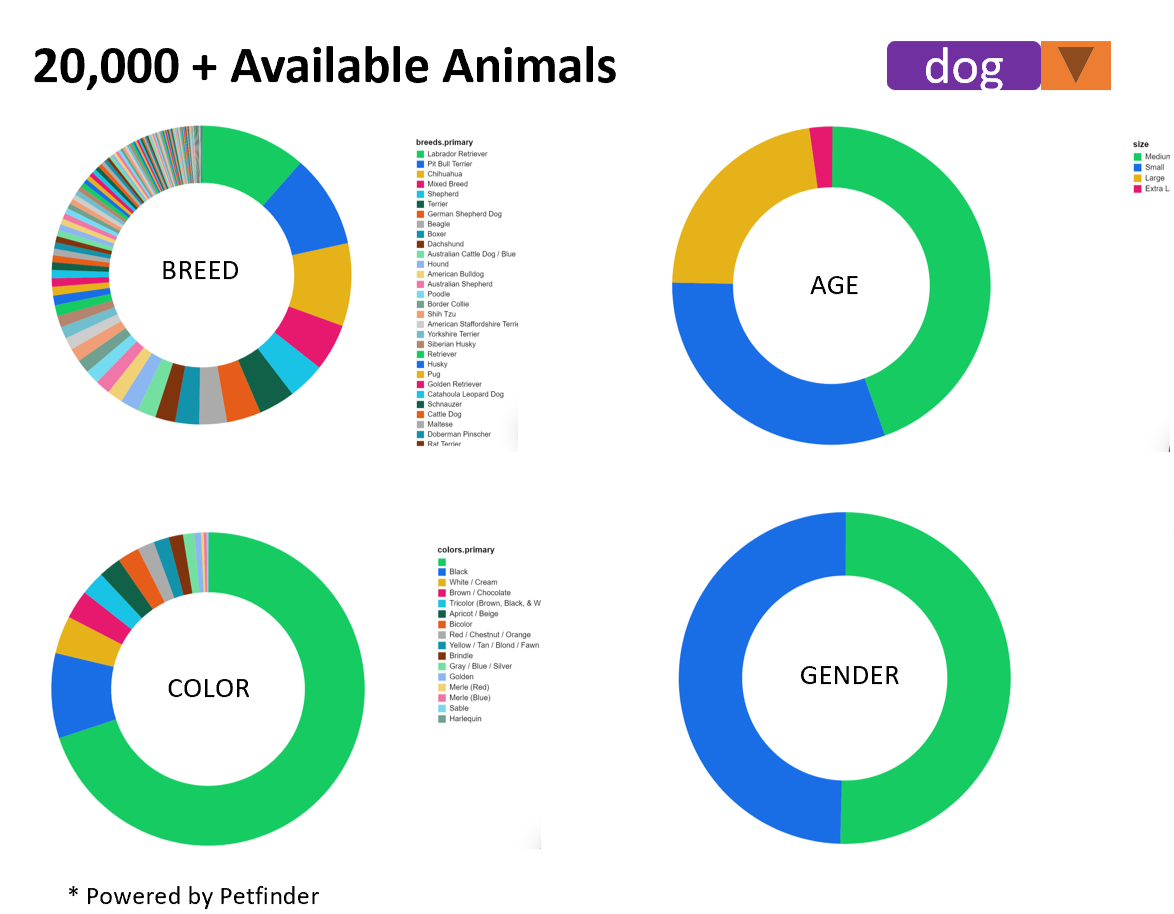 20,000 + Available Animals
dog
breeds.primary
Labrador Retriever
Pit Bull Terrier
Chihuahua
Mixed Breed
Shepherd
Terrier
German Shepherd Dog
Beagle
Boxer
Dachshund
Australian Cattle Dog / Blue
Hound
American Bulldog
Australian Shepherd
Poodle
Border Collie
Shih Tzu
American Staffordshire Terrie
Yorkshire Terrier
Siberian Husky
Retriever
Husky
Pug
Golden Retriever
Catahoula Leopard Dog
Schnauzer
Cattle Dog
Maltese
Doberman Pinscher
Rat Terrier
BREED
size
Medium
Small
Large
Extra L
AGE
colors.primary
Black
White / Cream
Brown / Chocolate
Tricolor (Brown, Black, & W
Apricot / Beige
Bicolor
Red / Chestnut / Orange
Yellow / Tan / Blond / Fawn
Brindle
Gray / Blue / Silver
Golden
Merle (Red)
Merle (Blue)
Sable
Harlequin
COLOR
GENDER
* Powered by Petfinder